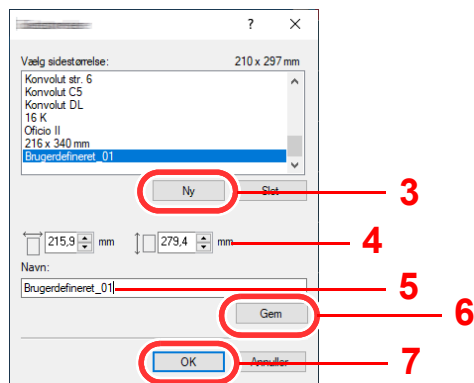 ? ×
Vælg sidestørrelse: 210 x 297 mm
Konvolut str. 6
Konvolut C5
Konvolut DL
16 K
Oficio II
216 x 340 mm
Brugerdefineret_01
Ny Slet 3
215,9 mm 279,4 mm 4
Navn:
Brugerdefineret_01 5
Gem 6
OK Annuller 7